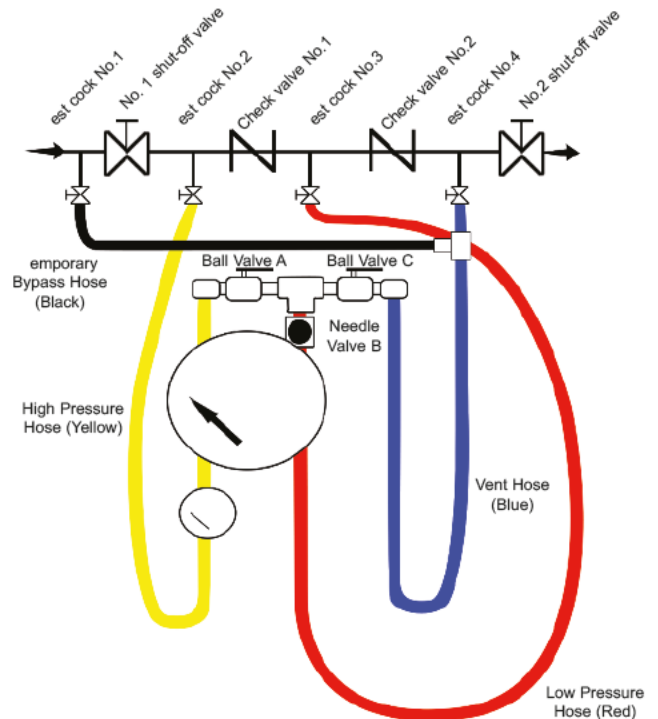 est cock No.1
No. 1 shut-off valve
est cock No.2
Check valve No.1
est cock No.3
Check valve No.2
est cock No.4
No.2 shut-off valve
emporary
Bypass Hose
(Black)
Ball Valve A
Ball Valve C
Needle
Valve B
High Pressure
Hose (Yellow)
Vent Hose
(Blue)
Low Pressure
Hose (Red)